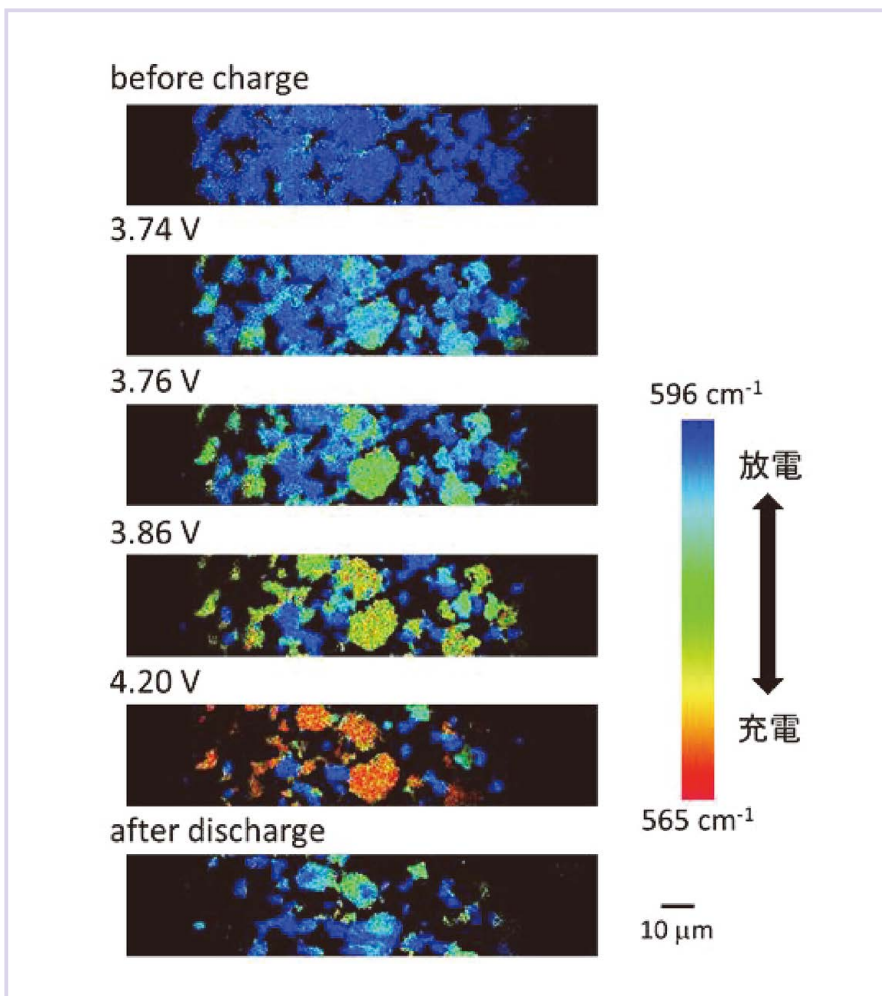 before charge
3.74 V
3.76 V
596 cm⁻¹
放電
3.86 V
4.20 V
充電
565 cm⁻¹
after discharge
10 μm